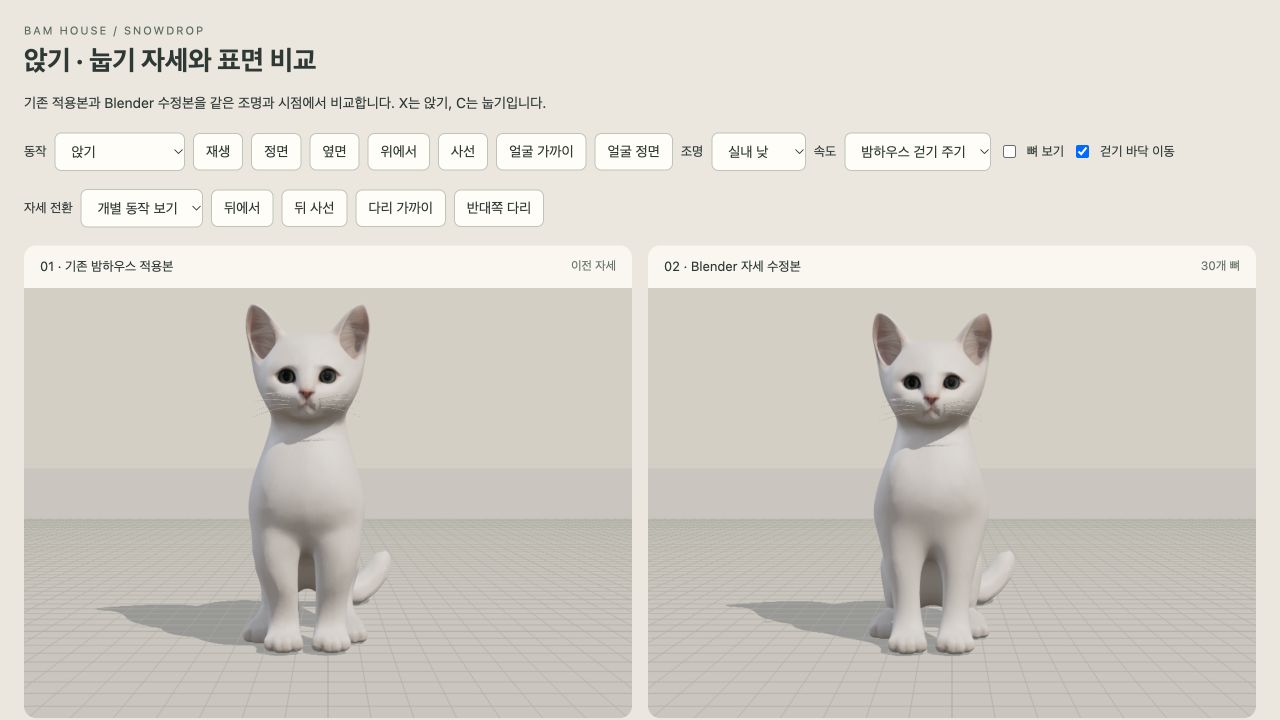 BAM HOUSE / SNOWDROP
앉기 · 눕기 자세와 표면 비교
기존 적용본과 Blender 수정본을 같은 조명과 시점에서 비교합니다. X는 앉기, C는 눕기입니다.
동작 앉기 재생 정면 옆면 위에서 사선 얼굴 가까이 얼굴 정면 조명 실내 낮 속도 밤하우스 걷기 주기 뼈 보기 걷기 바닥 이동
자세 전환 개별 동작 보기 뒤에서 뒤 사선 다리 가까이 반대쪽 다리
01 · 기존 밤하우스 적용본 이전 자세
02 · Blender 자세 수정본 30개 뼈